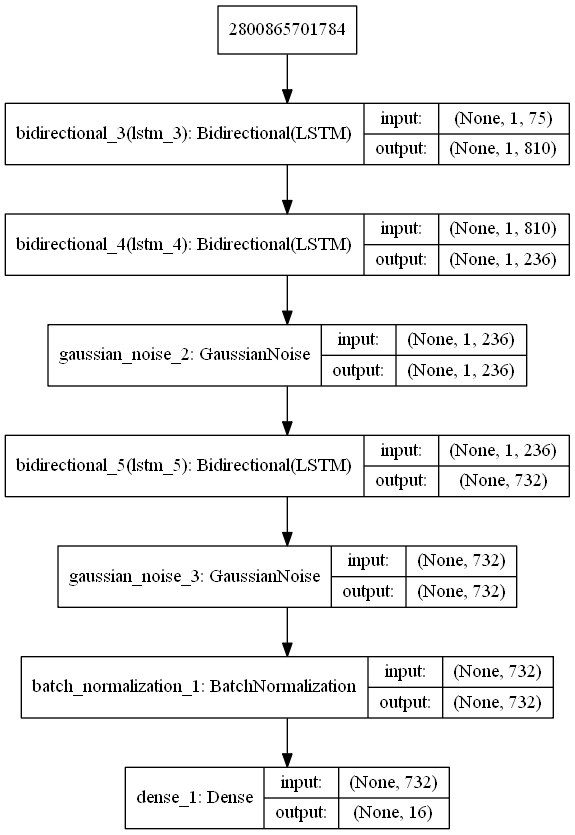 2800865701784
bidirectional_3(lstm_3): Bidirectional(LSTM)
input: (None, 1, 75)
output: (None, 1, 810)
bidirectional_4(lstm_4): Bidirectional(LSTM)
input: (None, 1, 810)
output: (None, 1, 236)
gaussian_noise_2: GaussianNoise
input: (None, 1, 236)
output: (None, 1, 236)
bidirectional_5(lstm_5): Bidirectional(LSTM)
input: (None, 1, 236)
output: (None, 732)
gaussian_noise_3: GaussianNoise
input: (None, 732)
output: (None, 732)
batch_normalization_1: BatchNormalization
input: (None, 732)
output: (None, 732)
dense_1: Dense
input: (None, 732)
output: (None, 16)